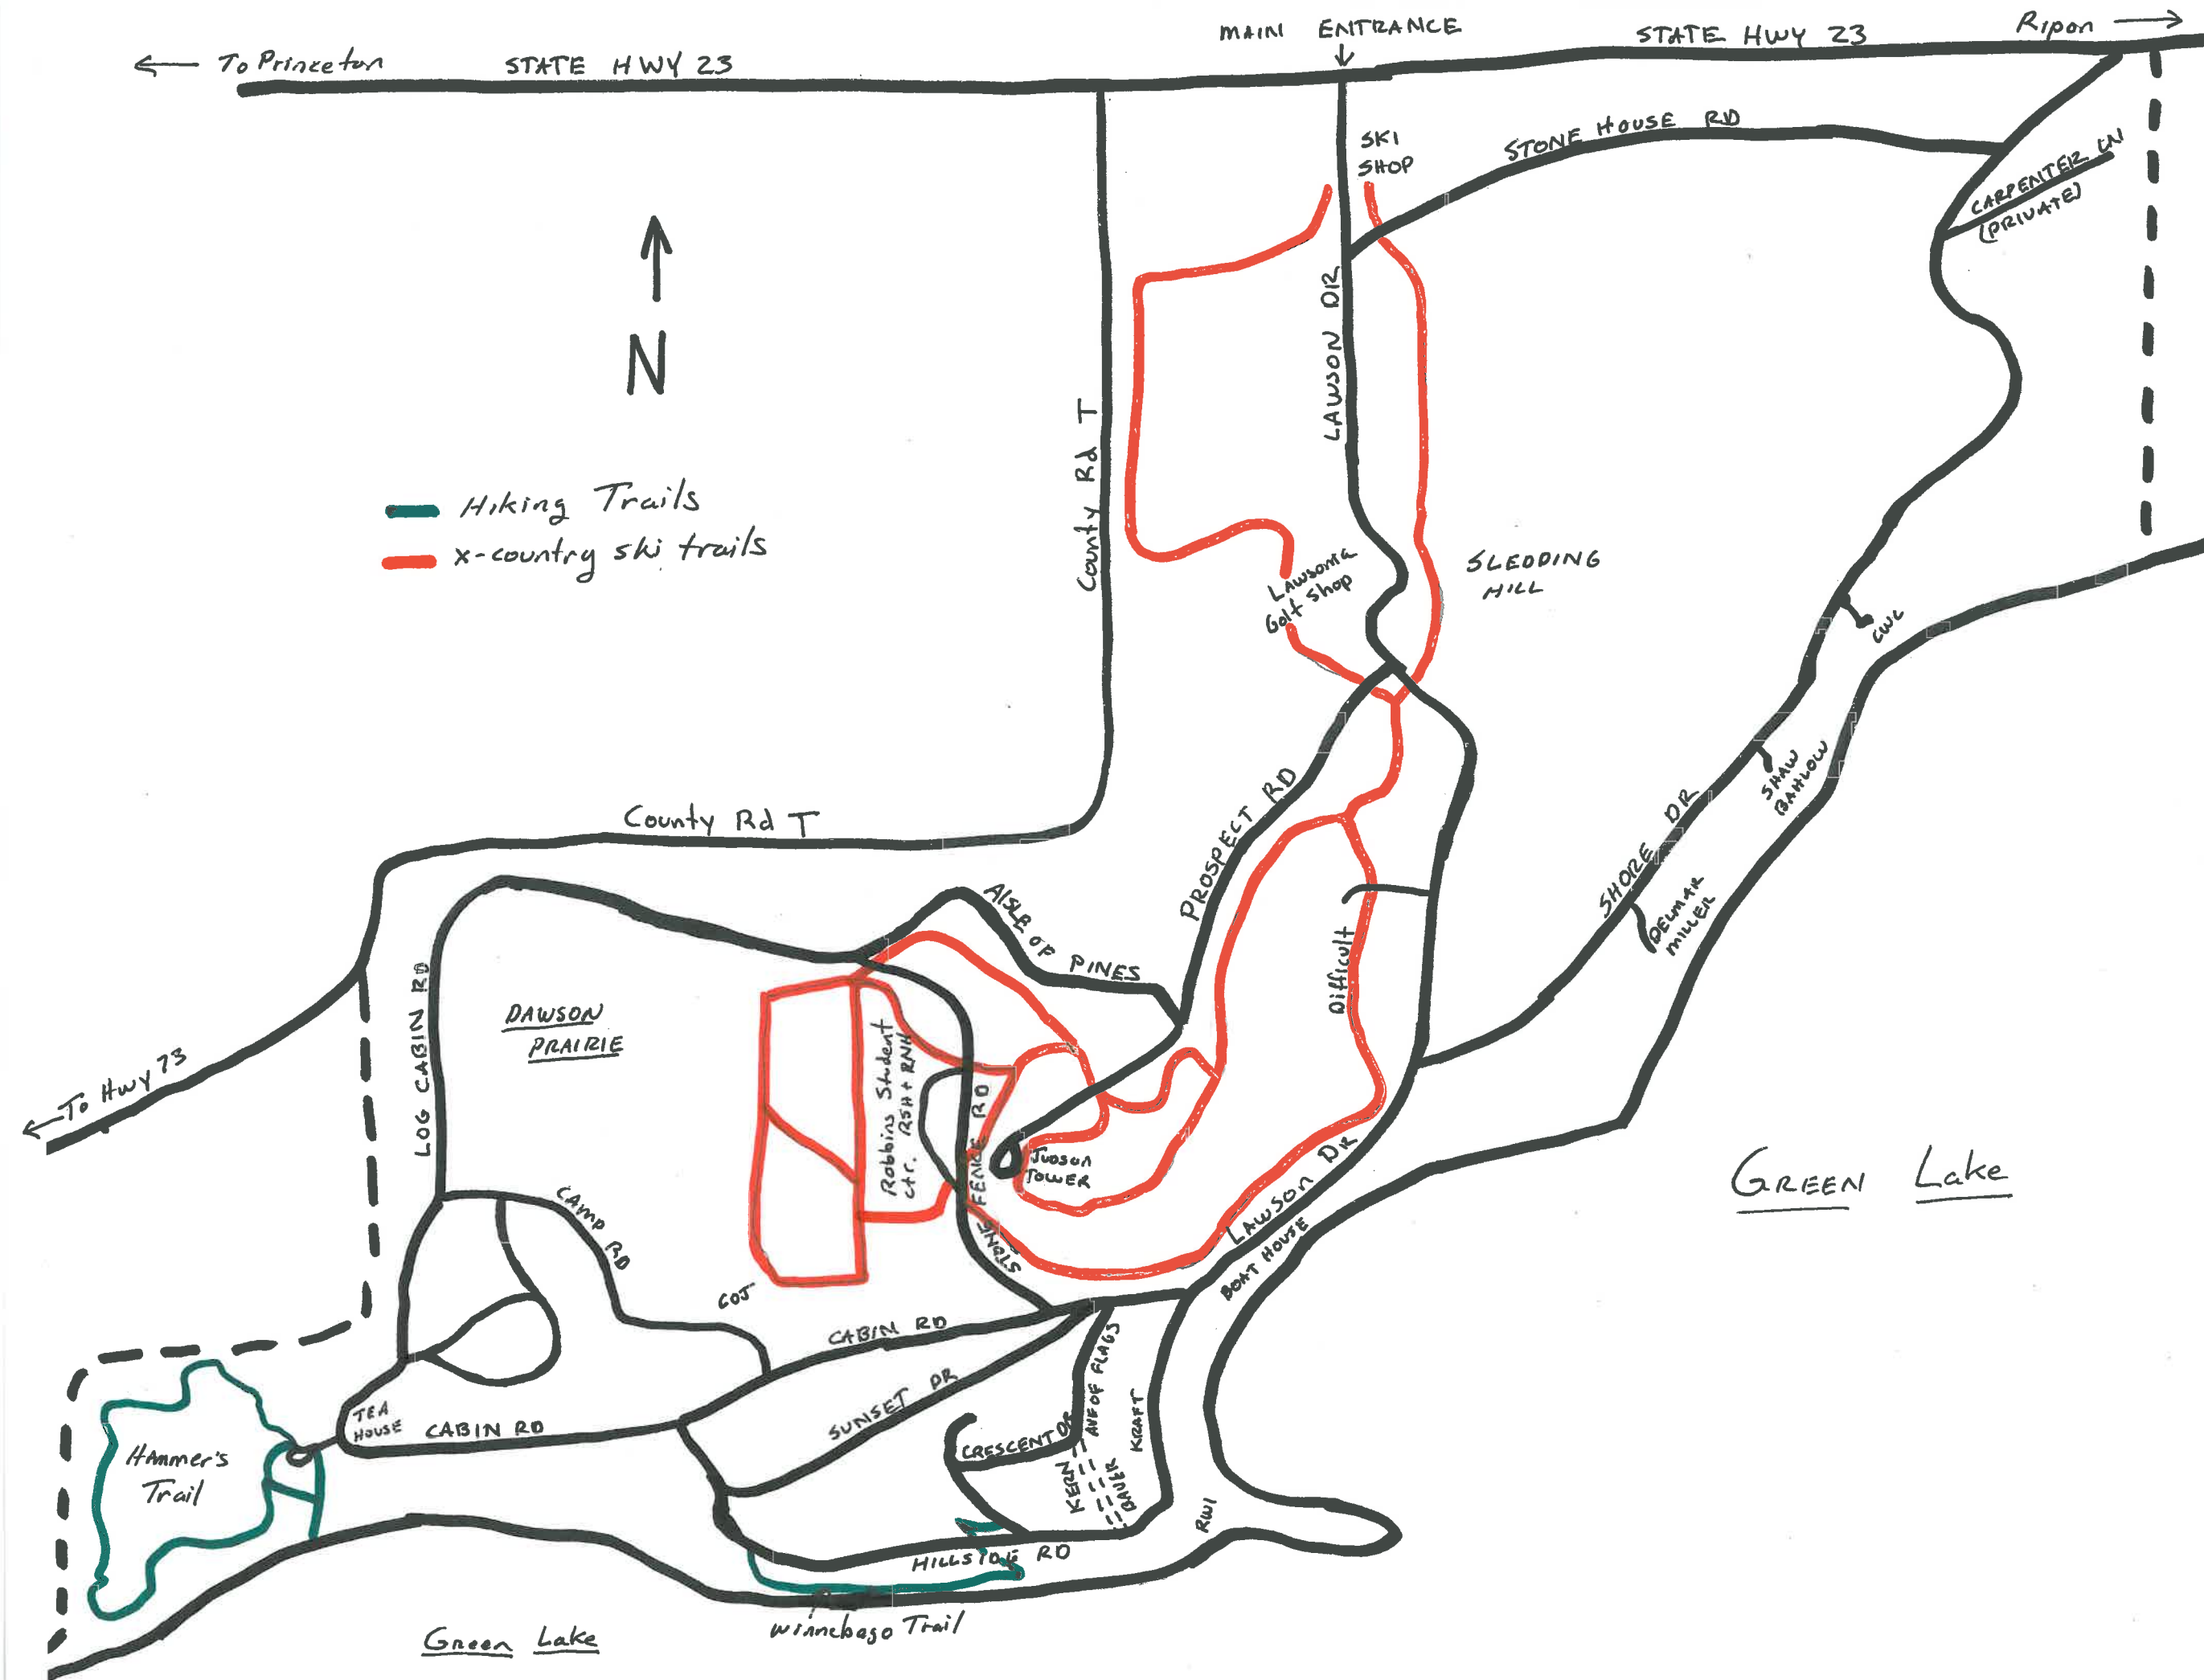 MAIN ENTRANCE
STATE HWY 23
Ripon
To Princeton
STATE HWY 23
SKI
SHOP
STONE HOUSE RD
CARPENTER LN
(PRIVATE)
N
LAWSON DR
County Rd T
Hiking Trails
x-country ski trails
LAWSONIA
Golf Shop
SLEDDING
HILL
CWC
SHAW
BAHLOW
SHORE DR
DELMAR
MILLER
County Rd T
PROSPECT RD
AISLE OF PINES
Difficult
LOG CABIN RD
DAWSON
PRAIRIE
Robbins Student
Ctr. RSH + RNH
To HWY 23
STONE FENCE RD
JUDSON
TOWER
GREEN Lake
CAMP RD
LAWSON DR
BOAT HOUSE
COJ
CABIN RD
SUNSET DR
AVE OF FLAGS
KRAFT
TEA
HOUSE
CABIN RD
CRESCENT DR
KERN
BAUER
HAmmer's
Trail
RWI
HILLSIDE RD
Winnebago Trail
Green Lake